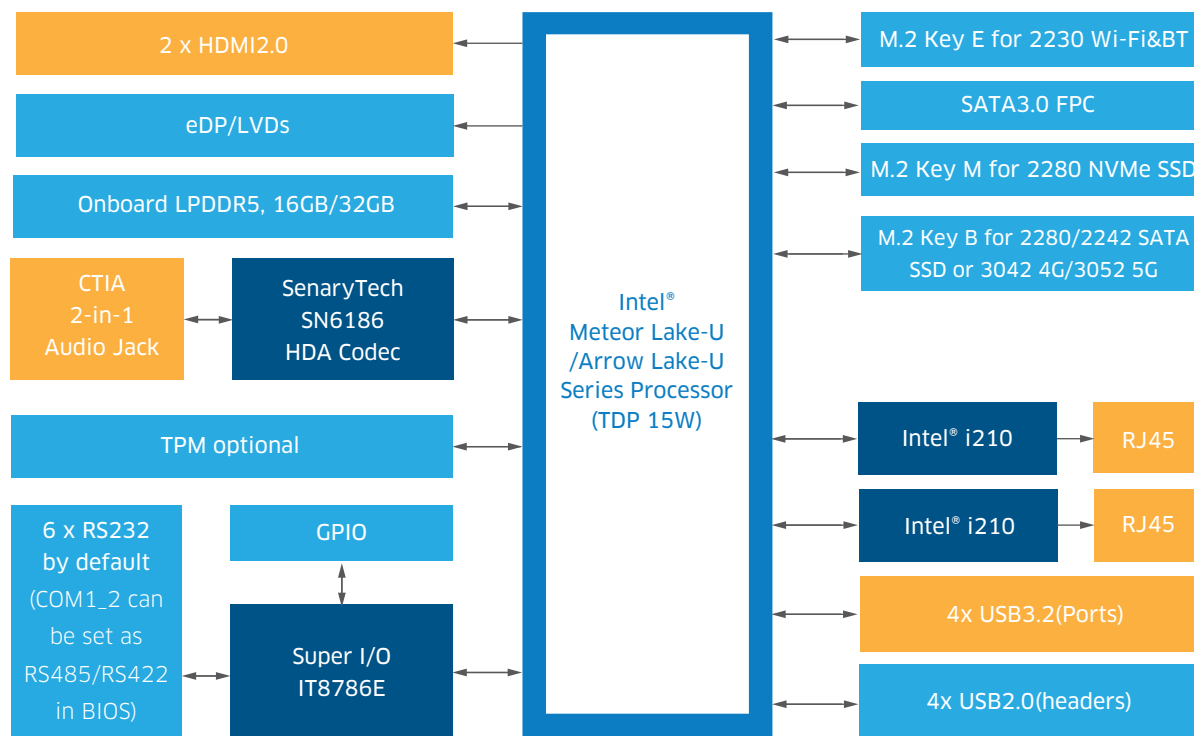 2 x HDMI2.0
eDP/LVDs
Onboard LPDDR5, 16GB/32GB
CTIA
2-in-1
Audio Jack
SenaryTech
SN6186
HDA Codec
TPM optional
6 x RS232
by default
(COM1_2 can
be set as
RS485/RS422
in BIOS)
GPIO
Super I/O
IT8786E
Intel®
Meteor Lake-U
/Arrow Lake-U
Series Processor
(TDP 15W)
M.2 Key E for 2230 Wi-Fi&BT
SATA3.0 FPC
M.2 Key M for 2280 NVMe SSD
M.2 Key B for 2280/2242 SATA
SSD or 3042 4G/3052 5G
Intel® i210
RJ45
Intel® i210
RJ45
4x USB3.2(Ports)
4x USB2.0(headers)